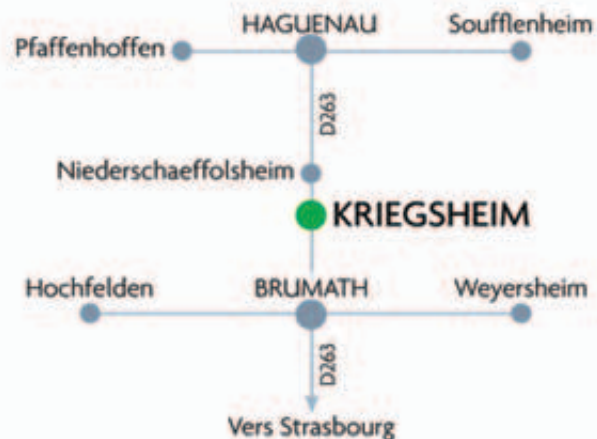 HAGUENAU
Soufflenheim
Pfaffenhoffen
D263
Niederschaeffolsheim
KRIEGSHEIM
Hochfelden
BRUMATH
Weyersheim
D263
Vers Strasbourg